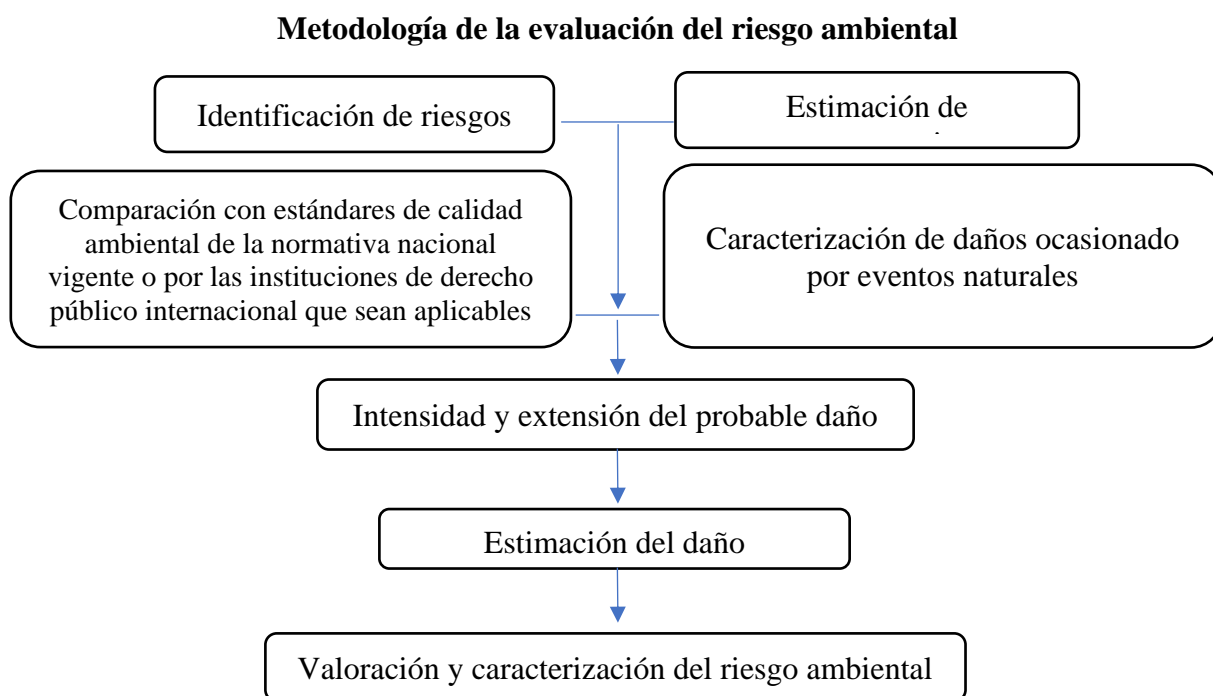 Metodología de la evaluación del riesgo ambiental
Identificación de riesgos
Estimación de
Comparación con estándares de calidad
ambiental de la normativa nacional
vigente o por las instituciones de derecho
público internacional que sean aplicables
Caracterización de daños ocasionado
por eventos naturales
Intensidad y extensión del probable daño
Estimación del daño
Valoración y caracterización del riesgo ambiental